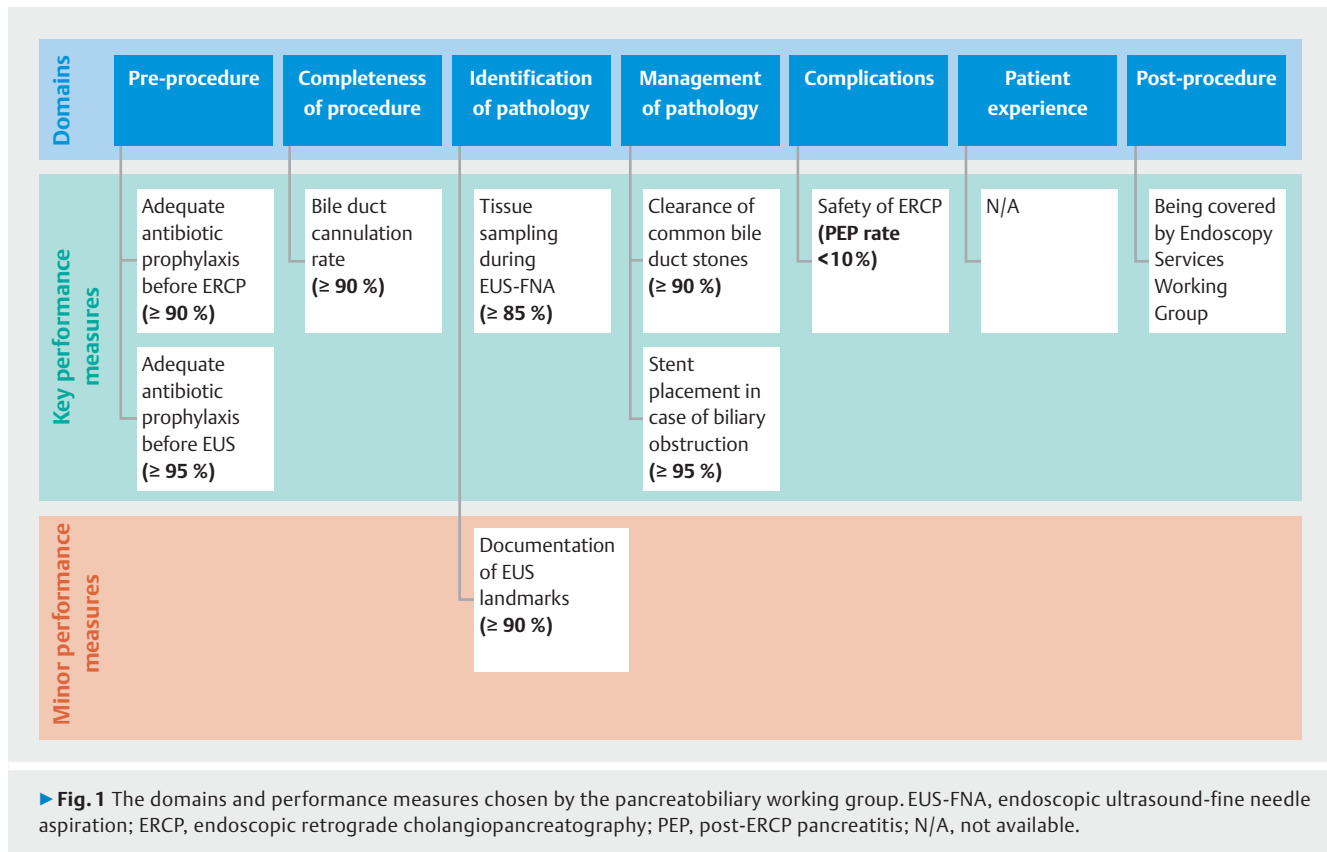 Domains
Pre-procedure
Completeness
of procedure
Identification
of pathology
Management
of pathology
Complications
Patient
experience
Post-procedure
Key performance
measures
Adequate
antibiotic
prophylaxis
before ERCP
(≥ 90 %)
Adequate
antibiotic
prophylaxis
before EUS
(≥ 95 %)
Bile duct
cannulation
rate
(≥ 90 %)
Tissue
sampling
during
EUS-FNA
(≥ 85 %)
Clearance of
common bile
duct stones
(≥ 90 %)
Stent
placement in
case of biliary
obstruction
(≥ 95 %)
Safety of ERCP
(PEP rate
<10 %)
N/A
Being covered
by Endoscopy
Services
Working
Group
Minor performance
measures
Documentation
of EUS
landmarks
(≥ 90 %)
▶ Fig. 1 The domains and performance measures chosen by the pancreatobiliary working group. EUS-FNA, endoscopic ultrasound-fine needle
aspiration; ERCP, endoscopic retrograde cholangiopancreatography; PEP, post-ERCP pancreatitis; N/A, not available.